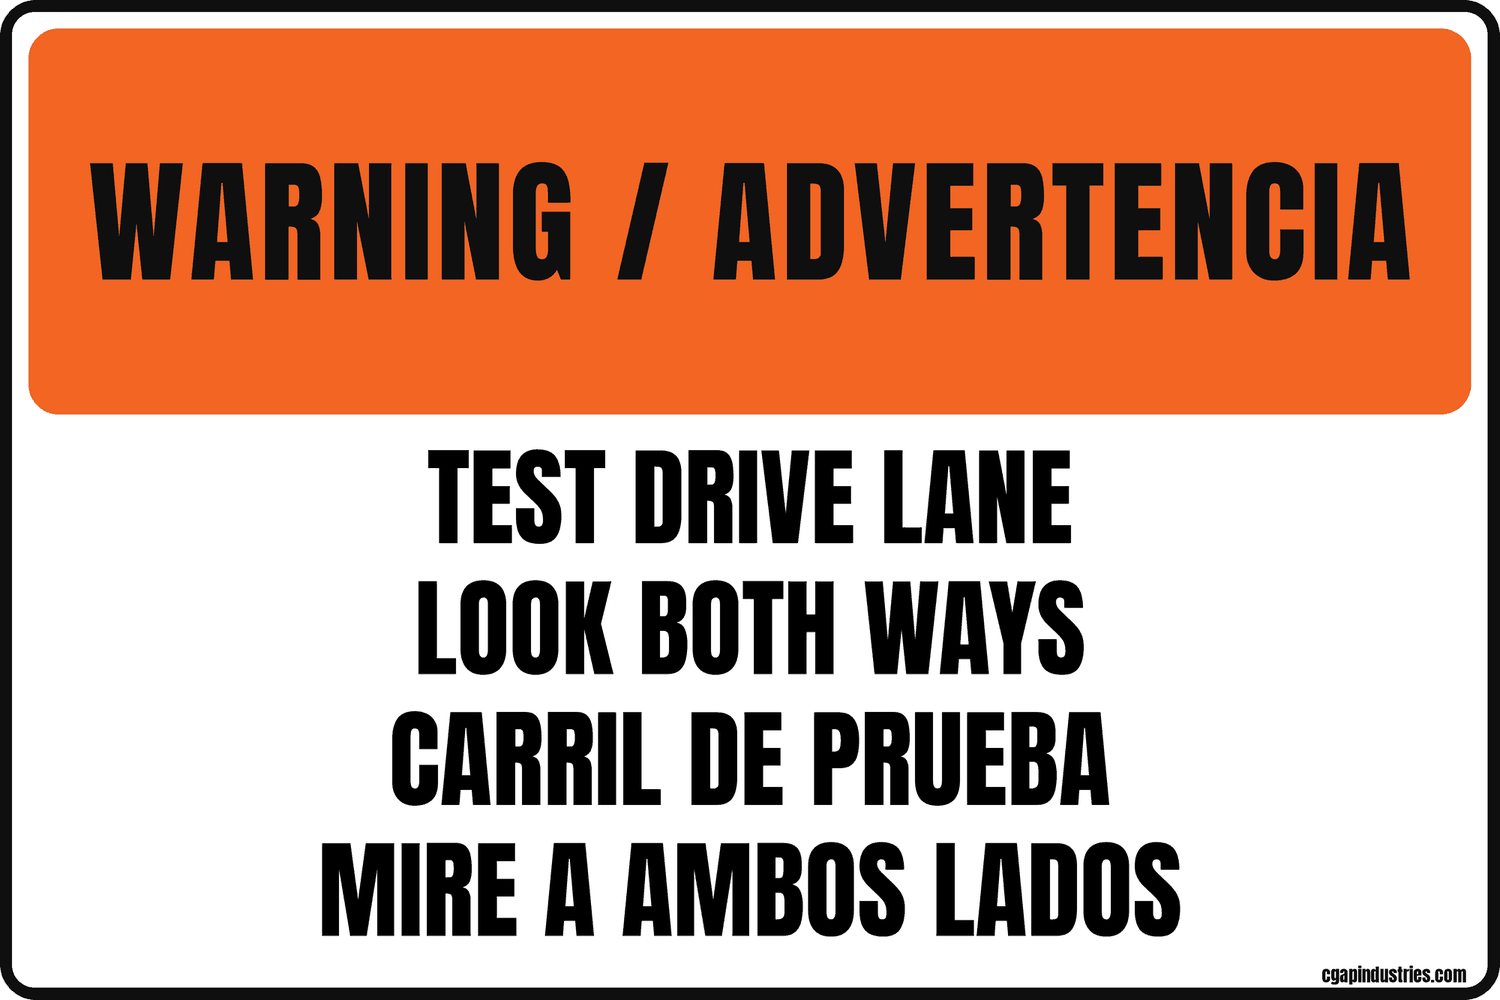 WARNING / ADVERTENCIA
TEST DRIVE LANE
LOOK BOTH WAYS
CARRIL DE PRUEBA
MIRE A AMBOS LADOS
cgapindustries.com